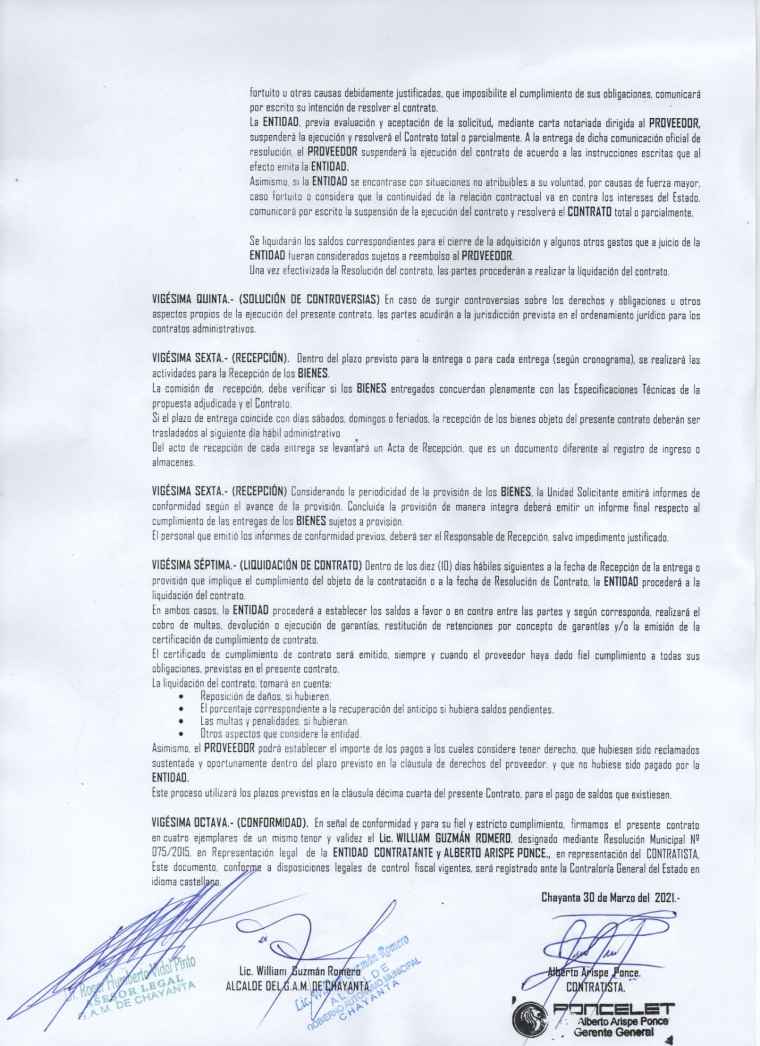 fortuito u otras causas debidamente justificadas, que imposibilite el cumplimiento de sus obligaciones, comunicará
por escrito su intención de resolver el contrato.
La ENTIDAD, previa evaluación y aceptación de la solicitud, mediante carta notariada dirigida al PROVEEDOR,
suspenderá la ejecución y resolverá el Contrato total o parcialmente. A la entrega de dicha comunicación oficial de
resolución, el PROVEEDOR suspenderá la ejecución del contrato de acuerdo a las instrucciones escritas que al
efecto emita la ENTIDAD.
Asimismo, si la ENTIDAD se encontrase con situaciones no atribuibles a su voluntad, por causas de fuerza mayor,
caso fortuito o considera que la continuidad de la relación contractual va en contra los intereses del Estado,
comunicará por escrito la suspensión de la ejecución del contrato y resolverá el CONTRATO total o parcialmente.
Se liquidarán los saldos correspondientes para el cierre de la adquisición y algunos otros gastos que a juicio de la
ENTIDAD fueran considerados sujetos a reembolso al PROVEEDOR.
Una vez efectivizada la Resolución del contrato, las partes procederán a realizar la liquidación del contrato.
VIGÉSIMA QUINTA.- (SOLUCIÓN DE CONTROVERSIAS) En caso de surgir controversias sobre los derechos y obligaciones u otros
aspectos propios de la ejecución del presente contrato, las partes acudirán a la jurisdicción prevista en el ordenamiento jurídico para los
contratos administrativos.
VIGÉSIMA SEXTA.- (RECEPCIÓN). Dentro del plazo previsto para la entrega o para cada entrega (según cronograma), se realizará las
actividades para la Recepción de los BIENES.
La comisión de recepción, debe verificar si los BIENES entregados concuerdan plenamente con las Especificaciones Técnicas de la
propuesta adjudicada y el Contrato.
Si el plazo de entrega coincide con días sábados, domingos o feriados, la recepción de los bienes objeto del presente contrato deberán ser
trasladados al siguiente día hábil administrativo.
Del acto de recepción de cada entrega se levantará un Acta de Recepción, que es un documento diferente al registro de ingreso o
almacenes.
VIGÉSIMA SEXTA.- (RECEPCIÓN) Considerando la periodicidad de la provisión de los BIENES, la Unidad Solicitante emitirá informes de
conformidad según el avance de la provisión. Concluida la provisión de manera íntegra deberá emitir un informe final respecto al
cumplimiento de las entregas de los BIENES sujetos a provisión.
El personal que emitió los informes de conformidad previos, deberá ser el Responsable de Recepción, salvo impedimento justificado.
VIGÉSIMA SÉPTIMA.- (LIQUIDACIÓN DE CONTRATO) Dentro de los diez (10) días hábiles siguientes a la fecha de Recepción de la entrega o
provisión que implique el cumplimiento del objeto de la contratación o a la fecha de Resolución de Contrato, la ENTIDAD procederá a la
liquidación del contrato.
En ambos casos, la ENTIDAD procederá a establecer los saldos a favor o en contra entre las partes y según corresponda, realizará el
cobro de multas, devolución o ejecución de garantías, restitución de retenciones por concepto de garantías y/o la emisión de la
certificación de cumplimiento de contrato.
El certificado de cumplimiento de contrato será emitido, siempre y cuando el proveedor haya dado fiel cumplimiento a todas sus
obligaciones, previstas en el presente contrato.
La liquidación del contrato, tomará en cuenta:
• Reposición de daños, si hubieren.
• El porcentaje correspondiente a la recuperación del anticipo si hubiera saldos pendientes.
• Las multas y penalidades, si hubieran.
• Otros aspectos que considere la entidad.
Asimismo, el PROVEEDOR podrá establecer el importe de los pagos a los cuales considere tener derecho, que hubiesen sido reclamados
sustentada y oportunamente dentro del plazo previsto en la cláusula de derechos del proveedor, y que no hubiese sido pagado por la
ENTIDAD.
Este proceso utilizará los plazos previstos en la cláusula décima cuarta del presente Contrato, para el pago de saldos que existiesen.
VIGÉSIMA OCTAVA.- (CONFORMIDAD). En señal de conformidad y para su fiel y estricto cumplimiento, firmamos el presente contrato
en cuatro ejemplares de un mismo tenor y validez el Lic. WILLIAM GUZMÁN ROMERO, designado mediante Resolución Municipal Nº
075/2015, en Representación legal de la ENTIDAD CONTRATANTE y ALBERTO ARISPE PONCE., en representación del CONTRATISTA.
Este documento, conforme a disposiciones legales de control fiscal vigentes, será registrado ante la Contraloría General del Estado en
idioma castellano.
Chayanta 30 de Marzo del 2021.-
Humberto Vidal Pinto
ASESOR LEGAL
G.A.M. DE CHAYANTA
Lic. William Guzmán Romero
ALCALDE DEL G.A.M. DE CHAYANTA
Lic. William Guzmán Romero
ALCALDE
GOBIERNO AUTONOMO MUNICIPAL
CHAYANTA
Alberto Arispe Ponce.
CONTRATISTA.
PONCELET
Alberto Arispe Ponce
Gerente General